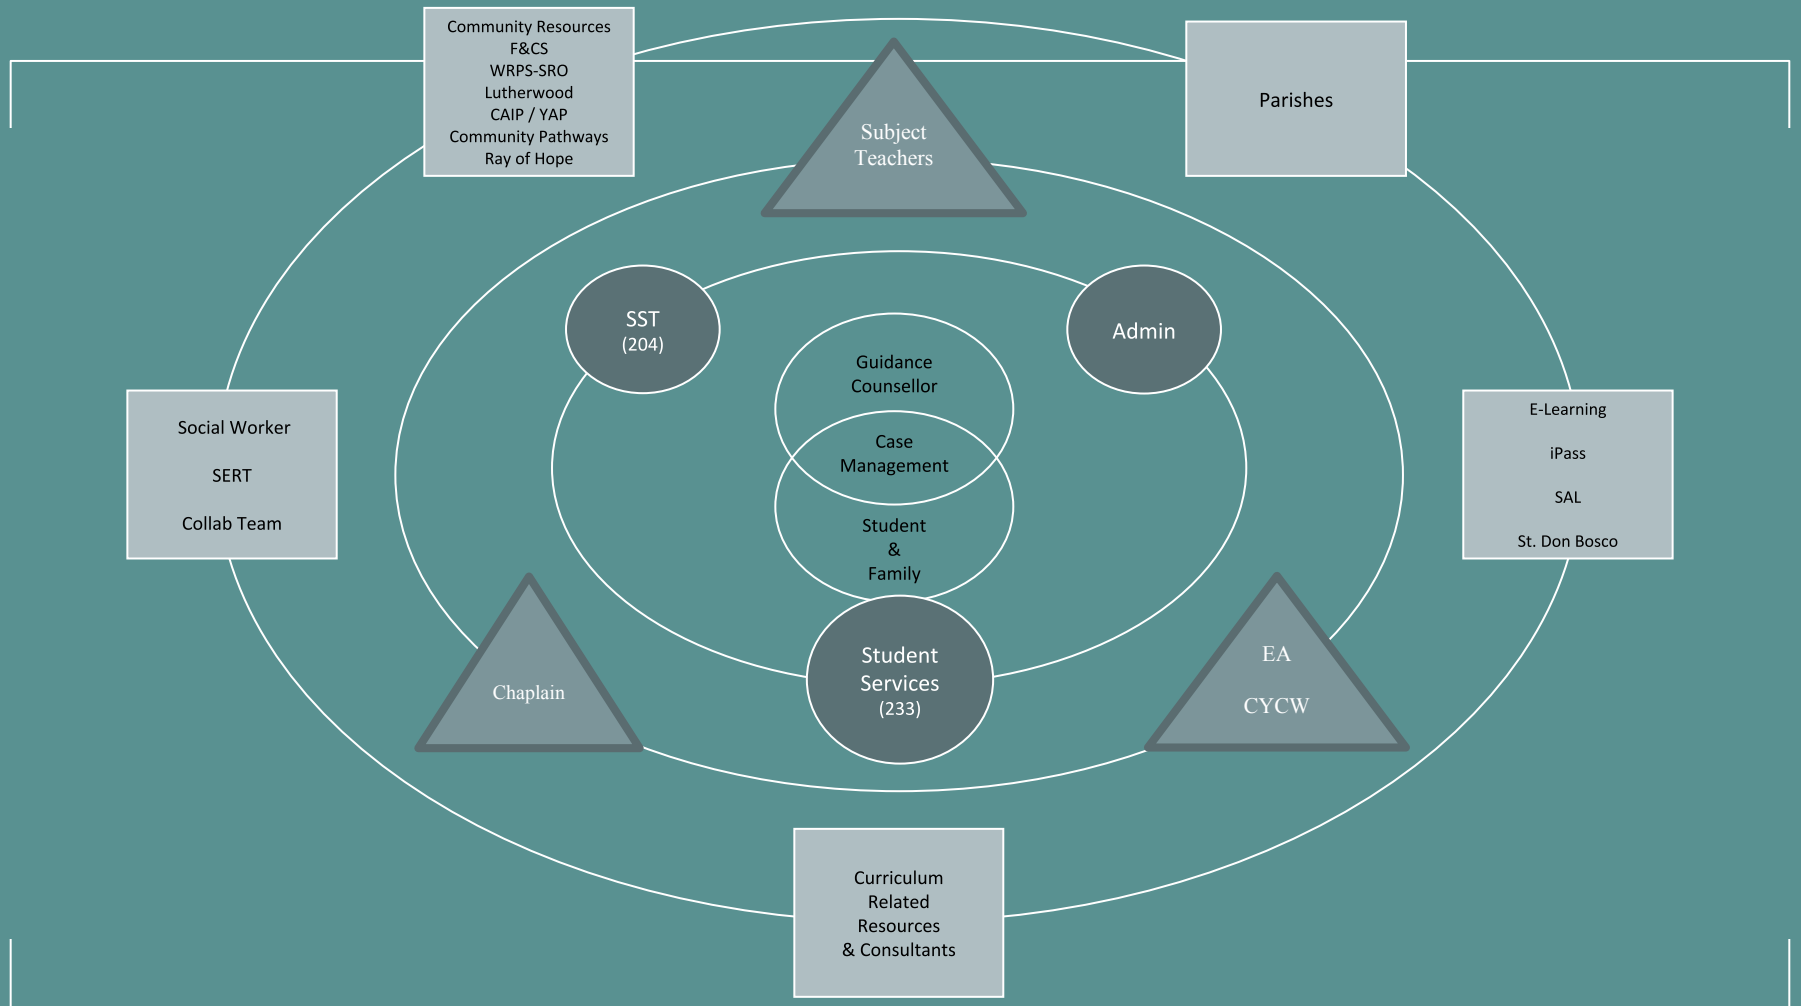 Community Resources
F&CS
WRPS-SRO
Lutherwood
CAIP / YAP
Community Pathways
Ray of Hope
Parishes
Subject
Teachers
SST
(204)
Admin
Guidance
Counsellor
Case
Management
Student
&
Family
Social Worker
SERT
Collab Team
E-Learning
iPass
SAL
St. Don Bosco
Chaplain
Student
Services
(233)
EA
CYCW
Curriculum
Related
Resources
& Consultants